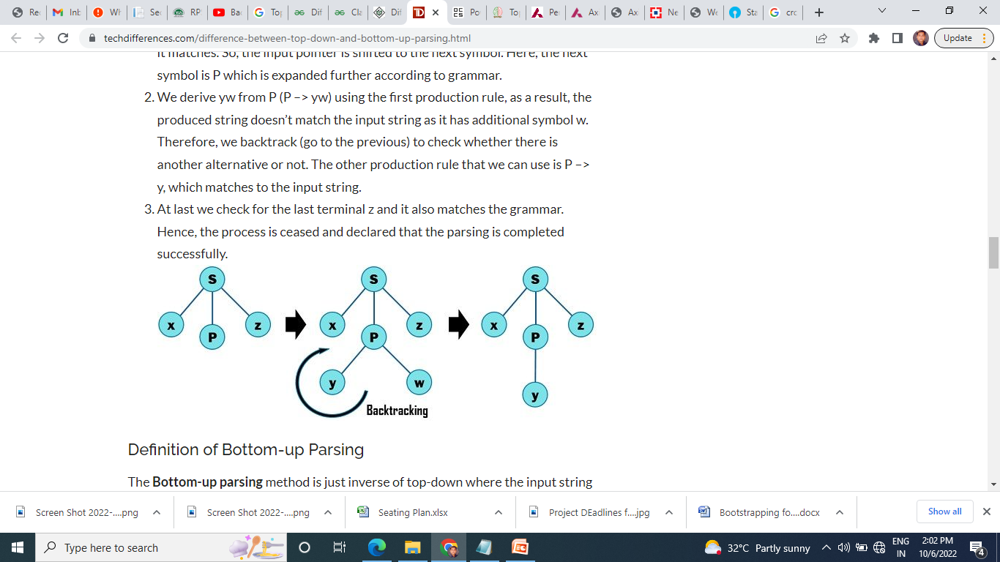 Re
Inb
Wh
Sec
RP
Ba
Top
Dif
Cla
Dif
Po
Top
Pe
Ax
Ax
Ne
We
Sta
crc
techdifferences.com/difference-between-top-down-and-bottom-up-parsing.html
Update
it matches. So, the input pointer is shifted to the next symbol. Here, the next
symbol is P which is expanded further according to grammar.
2. We derive yw from P (P –> yw) using the first production rule, as a result, the
produced string doesn’t match the input string as it has additional symbol w.
Therefore, we backtrack (go to the previous) to check whether there is
another alternative or not. The other production rule that we can use is P –>
y, which matches to the input string.
3. At last we check for the last terminal z and it also matches the grammar.
Hence, the process is ceased and declared that the parsing is completed
successfully.
S S S
x z x z x z
P P P
y w
y
Backtracking
Definition of Bottom-up Parsing
The Bottom-up parsing method is just inverse of top-down where the input string
Screen Shot 2022-....png
Screen Shot 2022-....png
Seating Plan.xlsx
Project DEadlines f....jpg
Bootstrapping fo....docx
Show all
Type here to search
32°C Partly sunny
ENG
IN
2:02 PM
10/6/2022
4